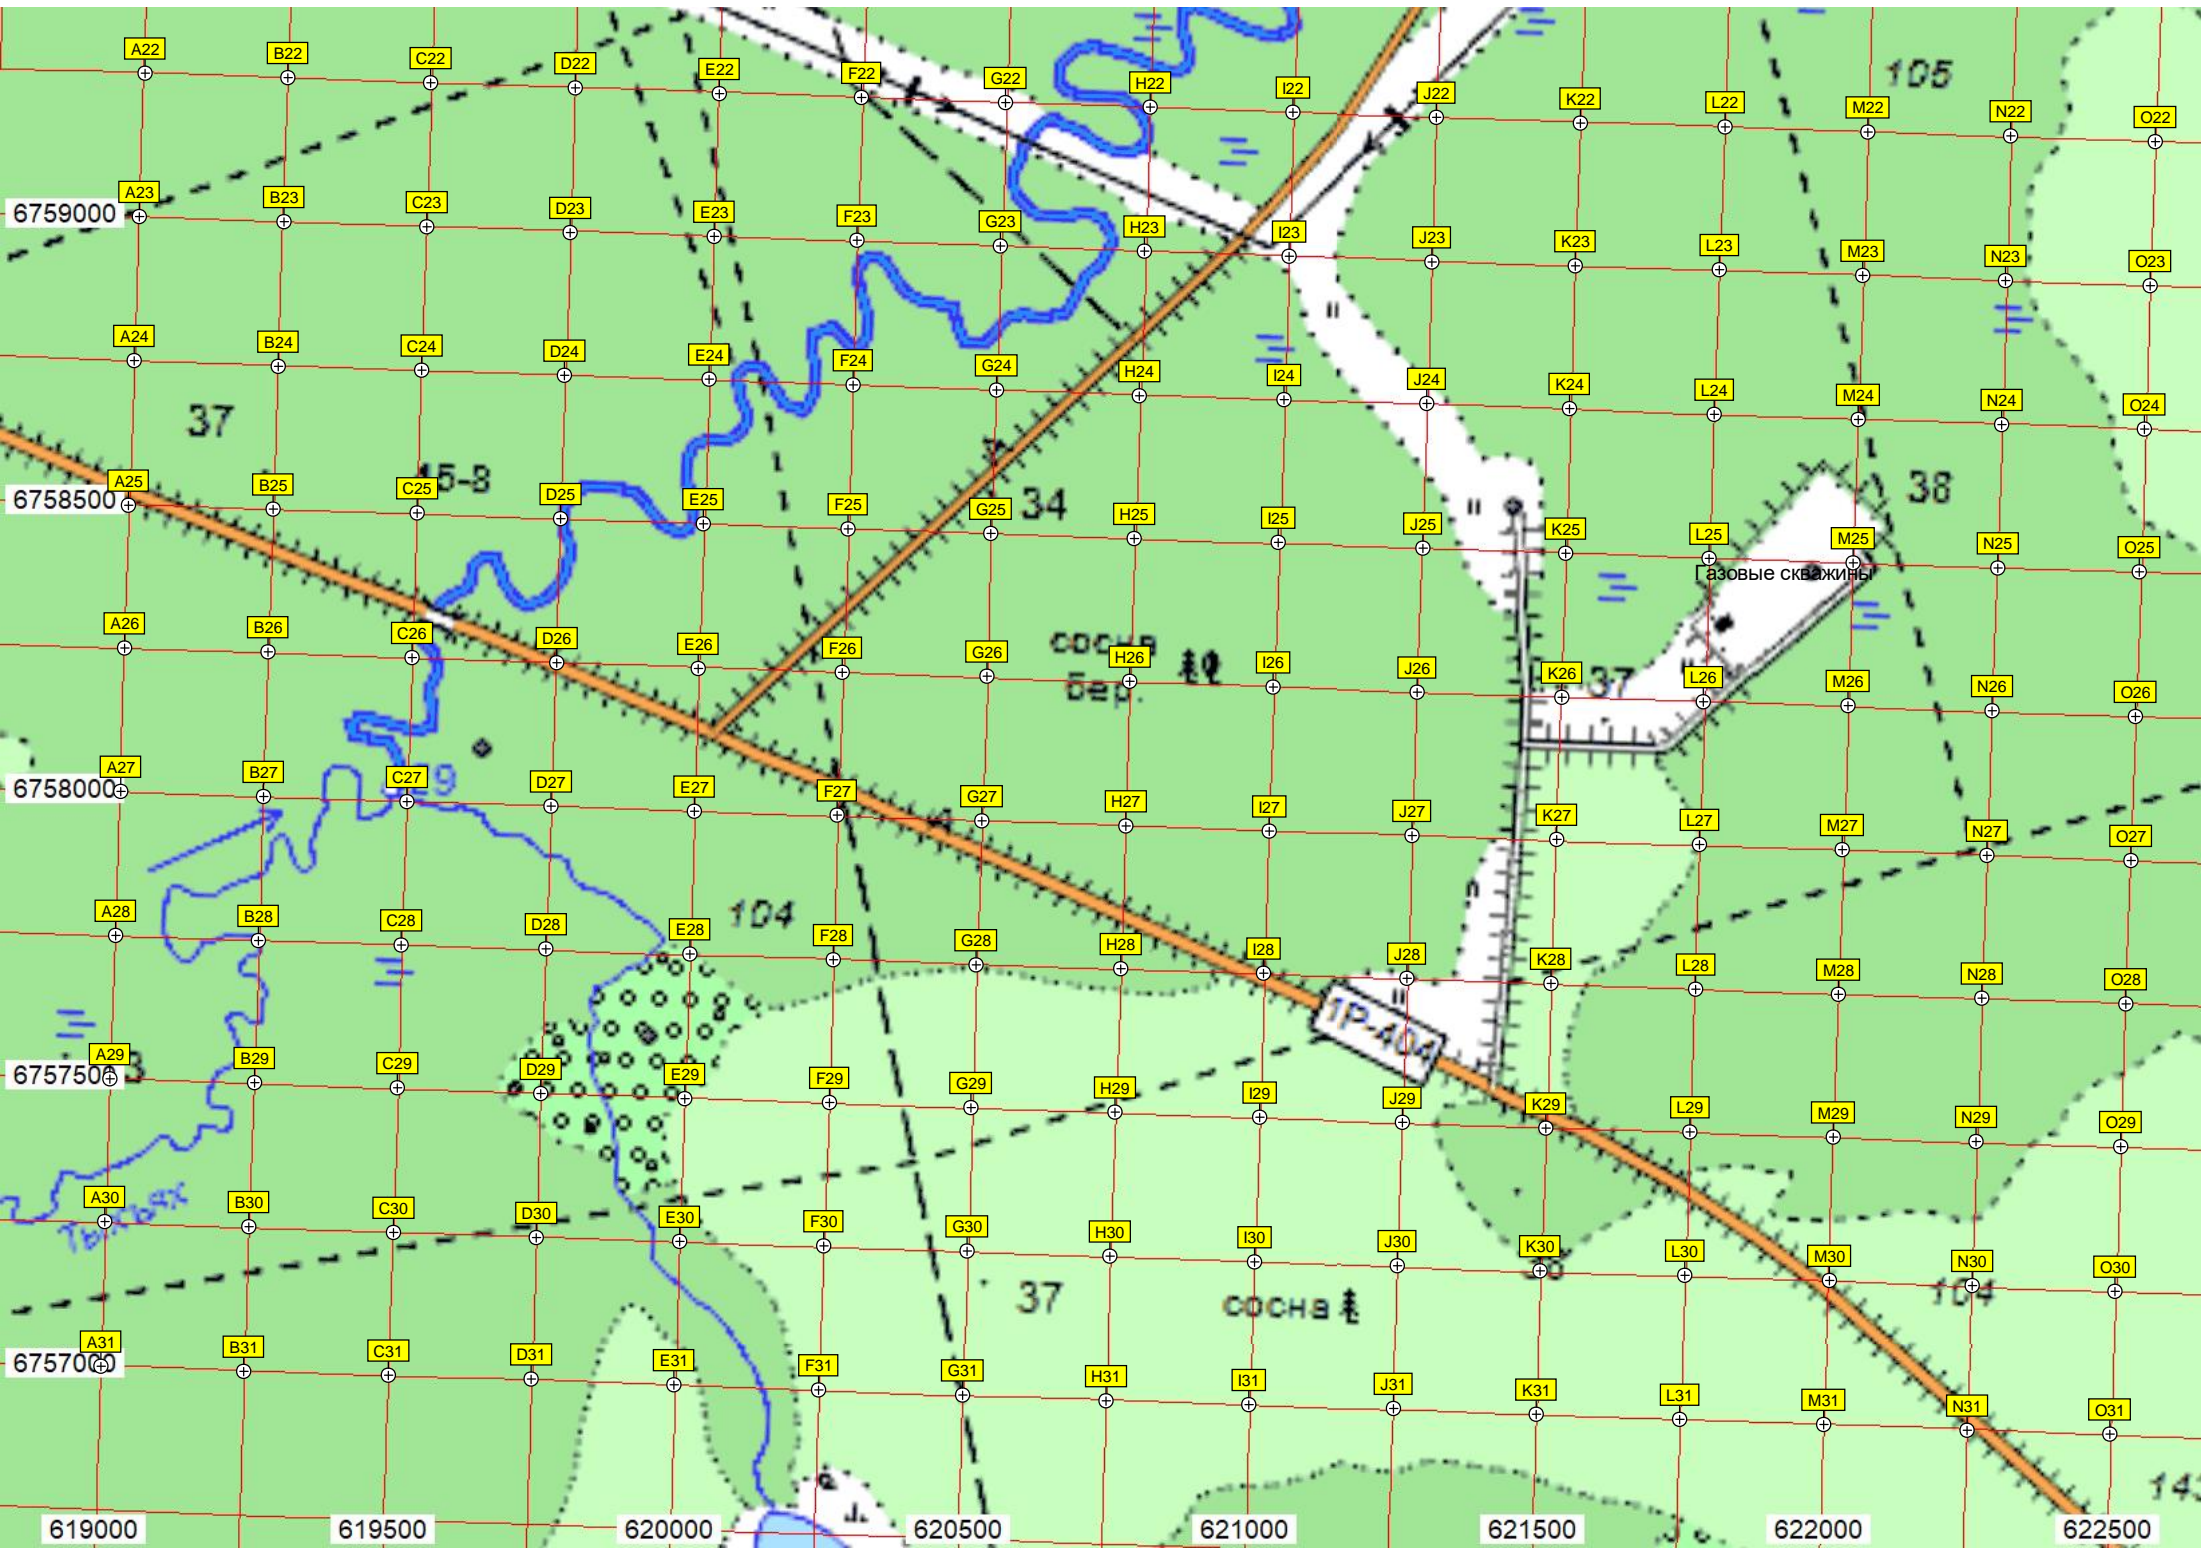 A22 B22 C22 D22 E22 F22 G22 H22 I22 J22 K22 L22 M22 N22 O22
105
6759000 A23 B23 C23 D23 E23 F23 G23 H23 I23 J23 K23 L23 M23 N23 O23
A24 B24 C24 D24 E24 F24 G24 H24 I24 J24 K24 L24 M24 N24 O24
37
45-8
34
38
6758500 A25 B25 C25 D25 E25 F25 G25 H25 I25 J25 K25 L25 M25 N25 O25
Газовые скважины
A26 B26 C26 D26 E26 F26 G26 H26 I26 J26 K26 L26 M26 N26 O26
сосна
бер.
37
6758000 A27 B27 C27 D27 E27 F27 G27 H27 I27 J27 K27 L27 M27 N27 O27
104
A28 B28 C28 D28 E28 F28 G28 H28 I28 J28 K28 L28 M28 N28 O28
1Р-404
6757500 A29 B29 C29 D29 E29 F29 G29 H29 I29 J29 K29 L29 M29 N29 O29
A30 B30 C30 D30 E30 F30 G30 H30 I30 J30 K30 L30 M30 N30 O30
37
сосна
104
6757000 A31 B31 C31 D31 E31 F31 G31 H31 I31 J31 K31 L31 M31 N31 O31
619000 619500 620000 620500 621000 621500 622000 622500